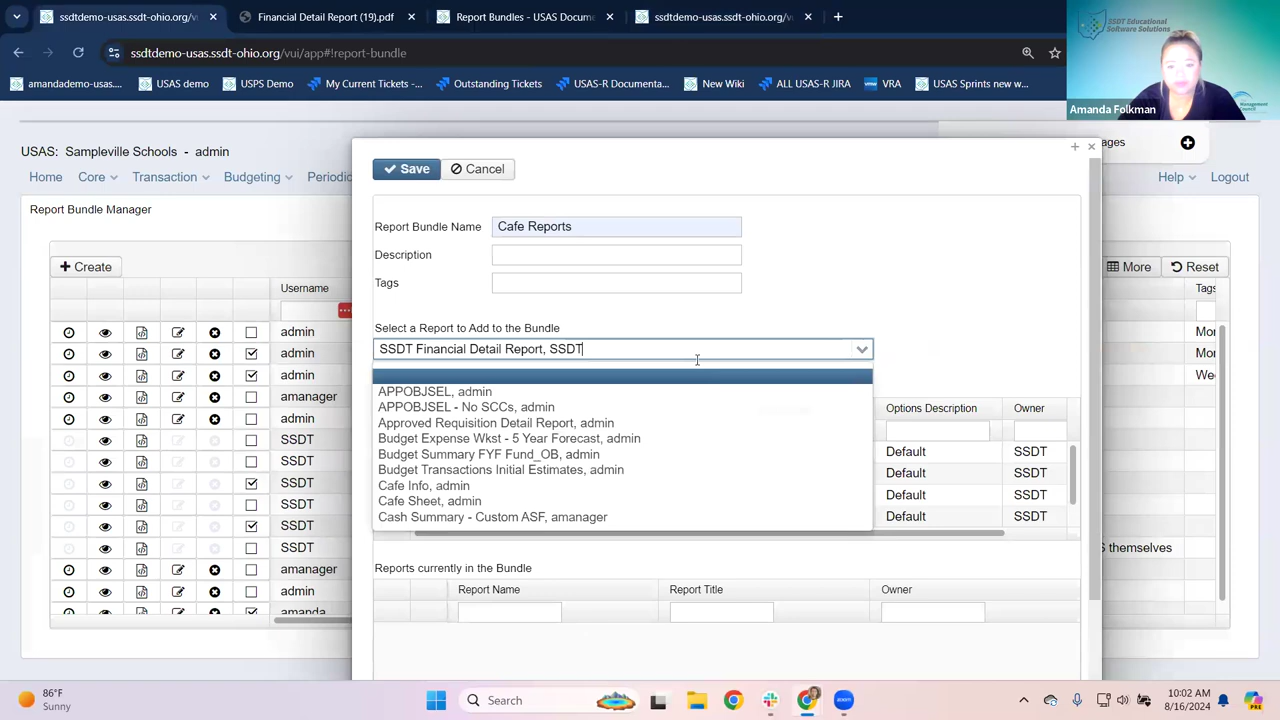 Financial Detail Report (19).pdf
Report Bundles - USAS Docume
ssdtdemo-usas.ssdt-ohio.org/v
ssdtdemo-usas.ssdt-ohio.org/v
SSDT Educational
Software Solutions
ssdtdemo-usas.ssdt-ohio.org/vui/app#!report-bundle
amandademo-usas....
USAS demo
USPS Demo
My Current Tickets -...
Outstanding Tickets
USAS-R Documenta...
New Wiki
ALL USAS-R JIRA
VRA
USAS Sprints new w...
Amanda Folkman
Management
Council
ages
USAS: Sampleville Schools - admin
Home
Core
Transaction
Budgeting
Periodic
Help
Logout
Report Bundle Manager
Save
Cancel
Report Bundle Name
Cafe Reports
Description
Tags
Create
More
Reset
Username
Tags
Select a Report to Add to the Bundle
SSDT Financial Detail Report, SSDT
APPOBJSEL, admin
APPOBJSEL - No SCCs, admin
Approved Requisition Detail Report, admin
Budget Expense Wkst - 5 Year Forecast, admin
Budget Summary FYF Fund_OB, admin
Budget Transactions Initial Estimates, admin
Cafe Info, admin
Cafe Sheet, admin
Cash Summary - Custom ASF, amanager
Options Description
Owner
Default
SSDT
Default
SSDT
Default
SSDT
Default
SSDT
admin
admin
admin
amanager
admin
SSDT
SSDT
SSDT
SSDT
SSDT
SSDT
amanager
admin
amanda
Mon
Mon
Wee
S themselves
Reports currently in the Bundle
Report Name
Report Title
Owner
86°F
Sunny
Search
10:02 AM
8/16/2024
PRE